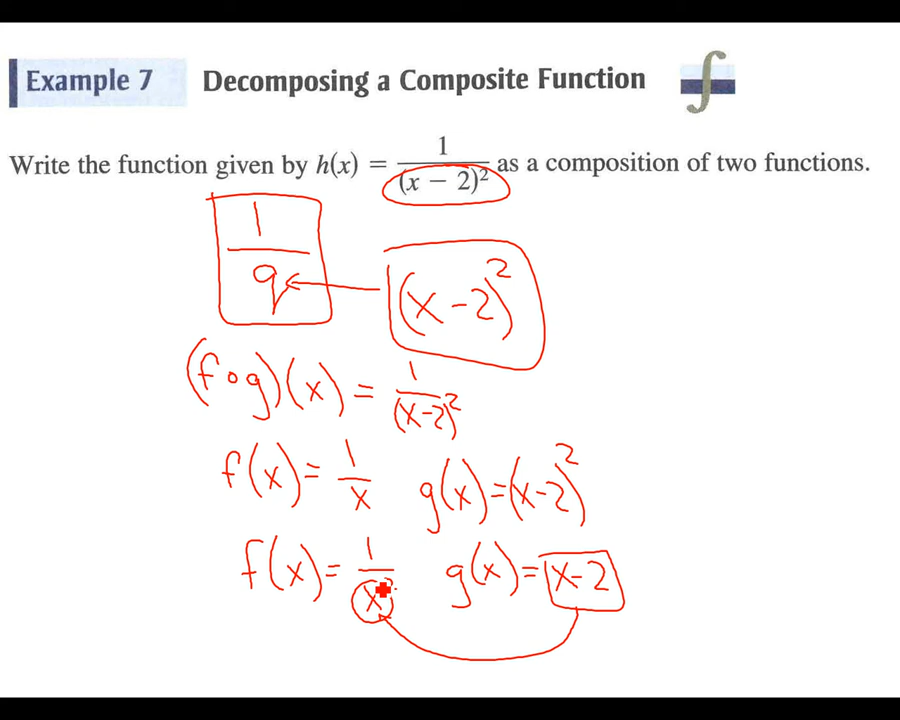 Example 7 Decomposing a Composite Function
Write the function given by h(x) = 1/(x − 2)² as a composition of two functions.
1/g (x-2)²
(f∘g)(x) = 1/(x-2)²
f(x) = 1/x g(x)=(x-2)²
f(x) = 1/x² g(x)=x-2